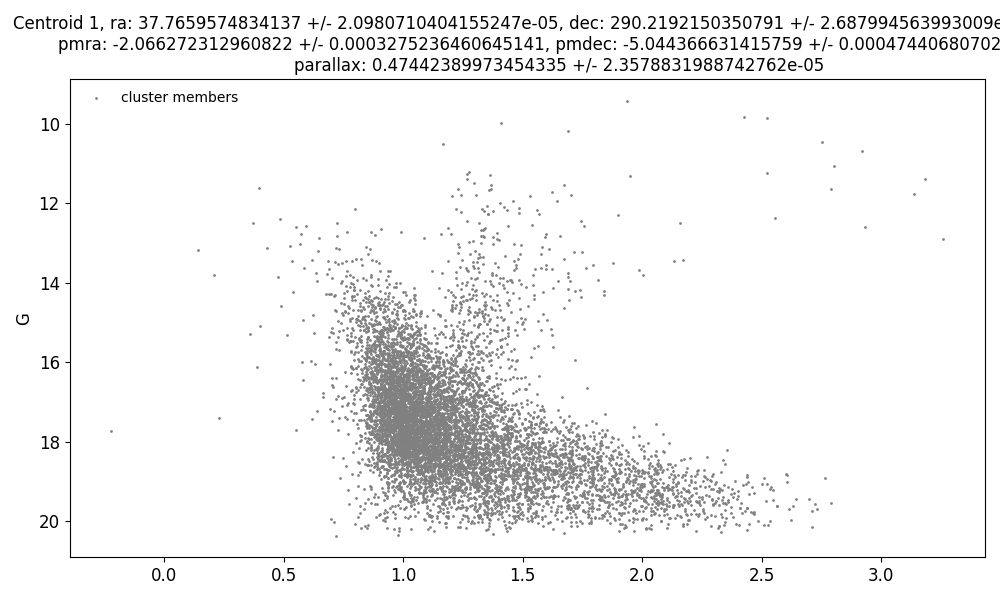 Centroid 1, ra: 37.7659574834137 +/- 2.0980710404155247e-05, dec: 290.2192150350791 +/- 2.687994563993009e
pmra: -2.066272312960822 +/- 0.0003275236460645141, pmdec: -5.044366631415759 +/- 0.00047440680702
parallax: 0.47442389973454335 +/- 2.3578831988742762e-05
cluster members
10
12
14
16
18
20
G
0.0 0.5 1.0 1.5 2.0 2.5 3.0